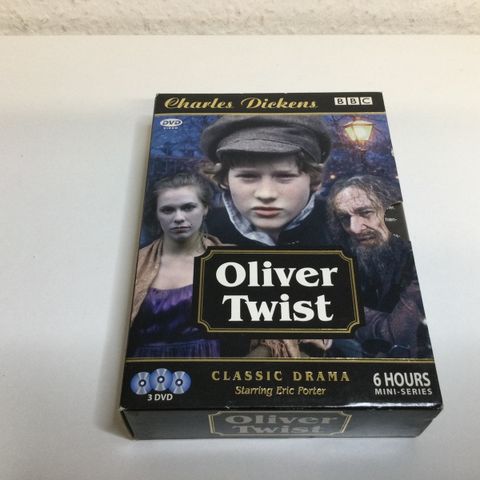 Charles Dickens
BBC
DVD
VIDEO
Oliver
Twist
CLASSIC DRAMA
Starring Eric Porter
3 DVD
6 HOURS
MINI-SERIES
Oliver
Twist